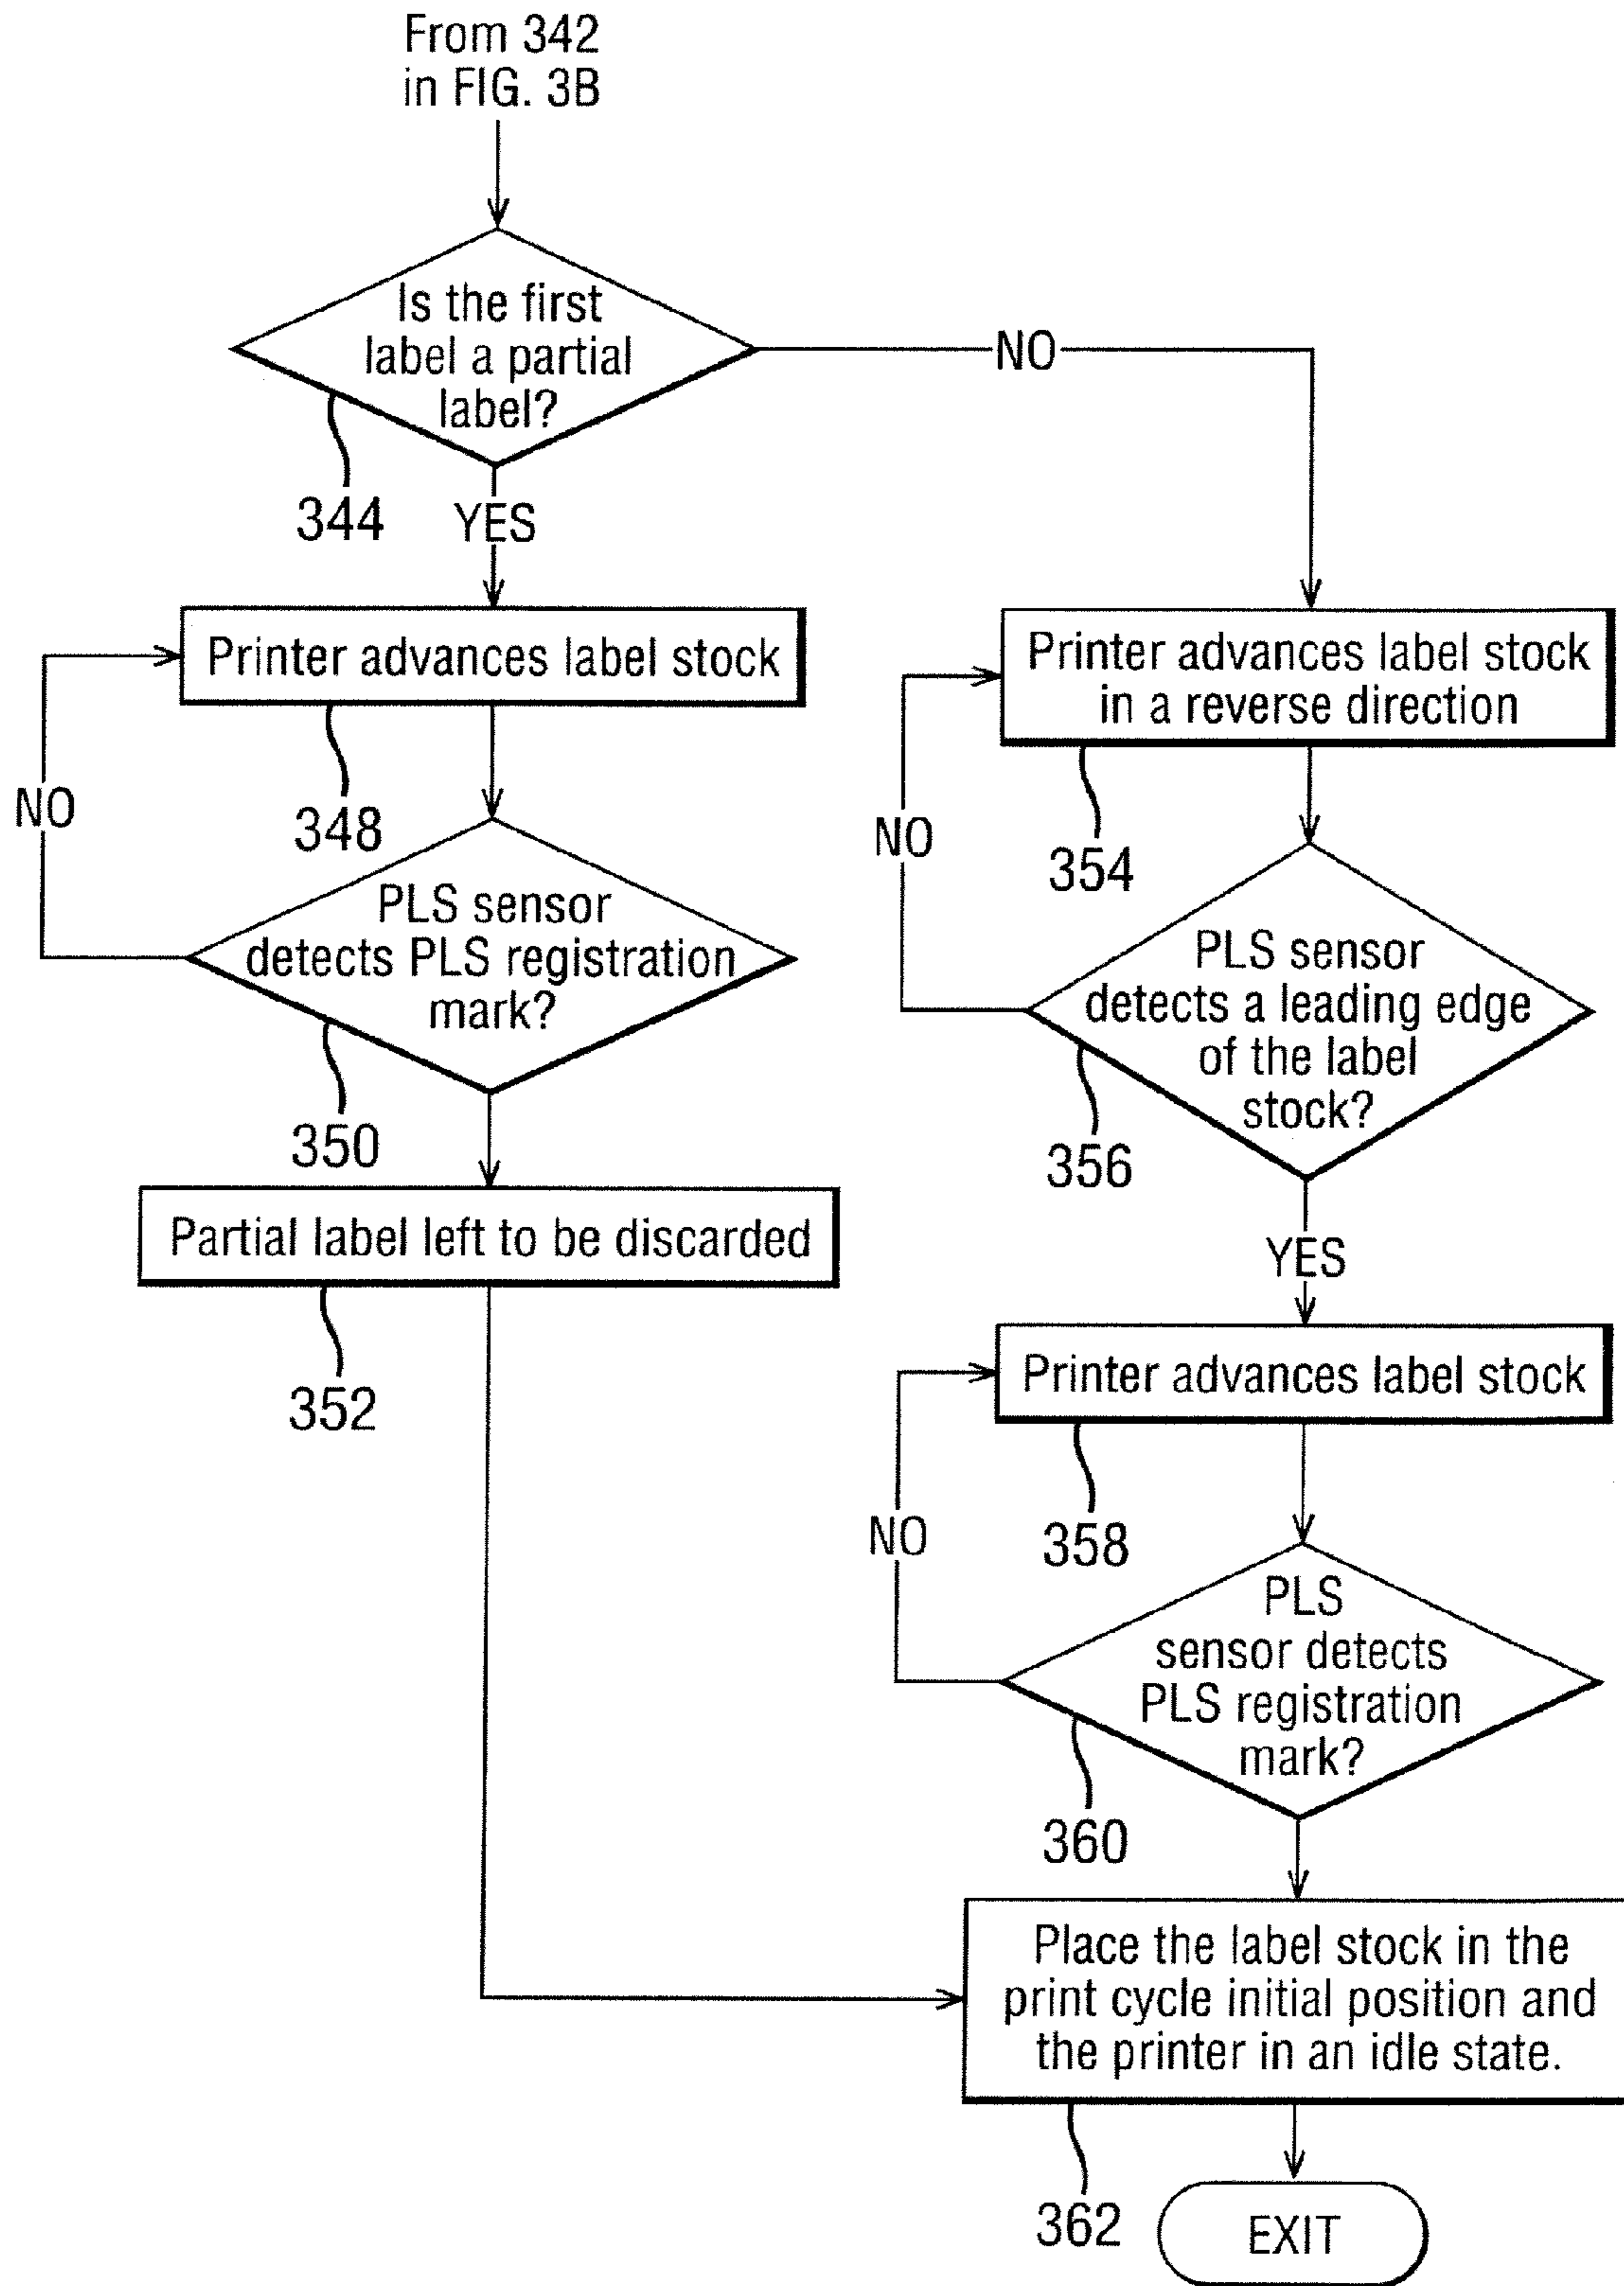 From 342
in FIG. 3B
Is the first
label a partial
label?
NO
344
YES
Printer advances label stock
348
NO
PLS sensor
detects PLS registration
mark?
350
Partial label left to be discarded
352
Printer advances label stock
in a reverse direction
354
NO
PLS sensor
detects a leading edge
of the label
stock?
356
YES
Printer advances label stock
358
NO
PLS
sensor detects
PLS registration
mark?
360
Place the label stock in the
print cycle initial position and
the printer in an idle state.
362
EXIT